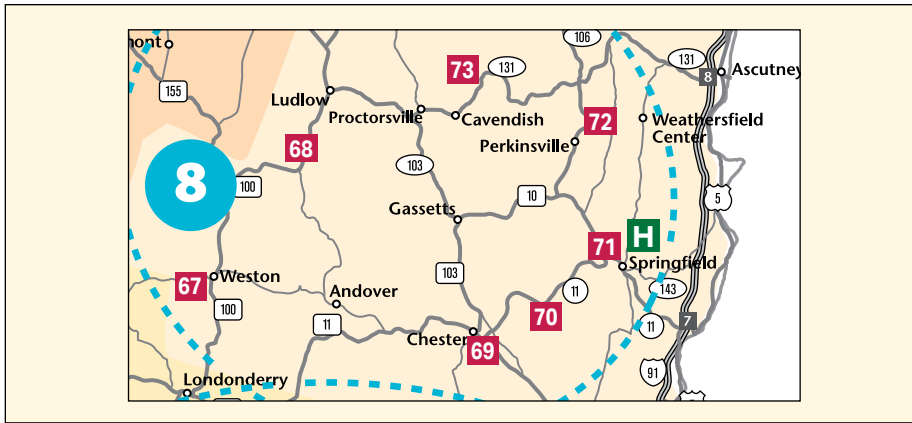 106
mont
73
131
131
8
Ascutney
155
Ludlow
Proctorsville
Cavendish
72
Weathersfield
Center
68
Perkinsville
103
8
100
10
5
Gassetts
71
H
Springfield
103
67
Weston
143
Andover
11
100
11
70
7
11
Chester
69
91
Londonderry